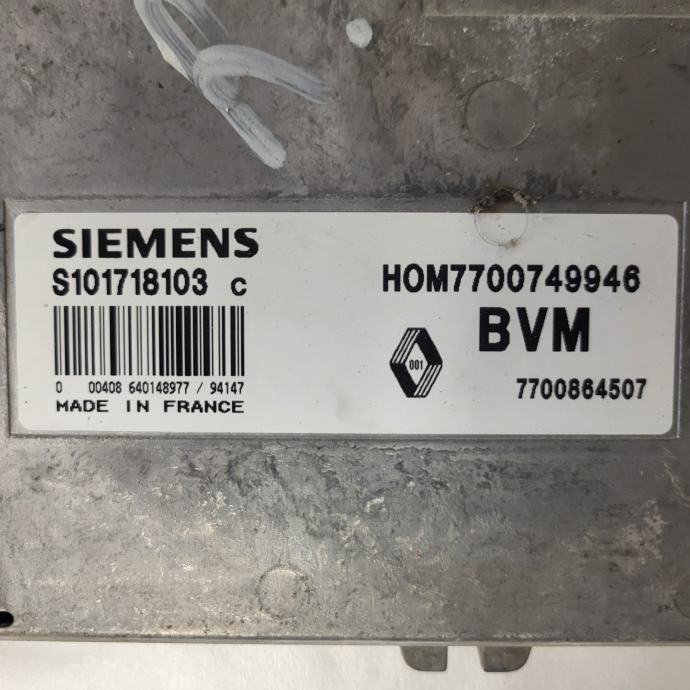 SIEMENS
S101718103 C
0 00408 640148977 / 94147
MADE IN FRANCE
HOM7700749946
BVM
001
7700864507